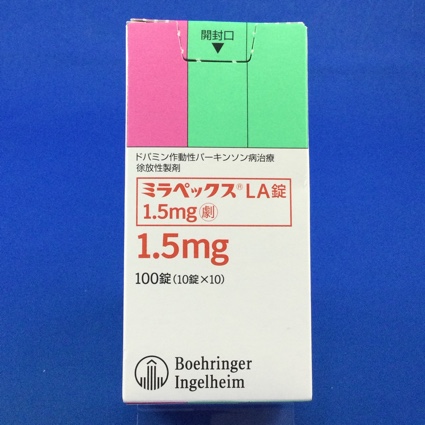 開封口
▼
ドパミン作動性パーキンソン病治療
徐放性製剤
ミラペックス® LA錠
1.5mg 劇
1.5mg
100錠(10錠×10)
Boehringer
Ingelheim